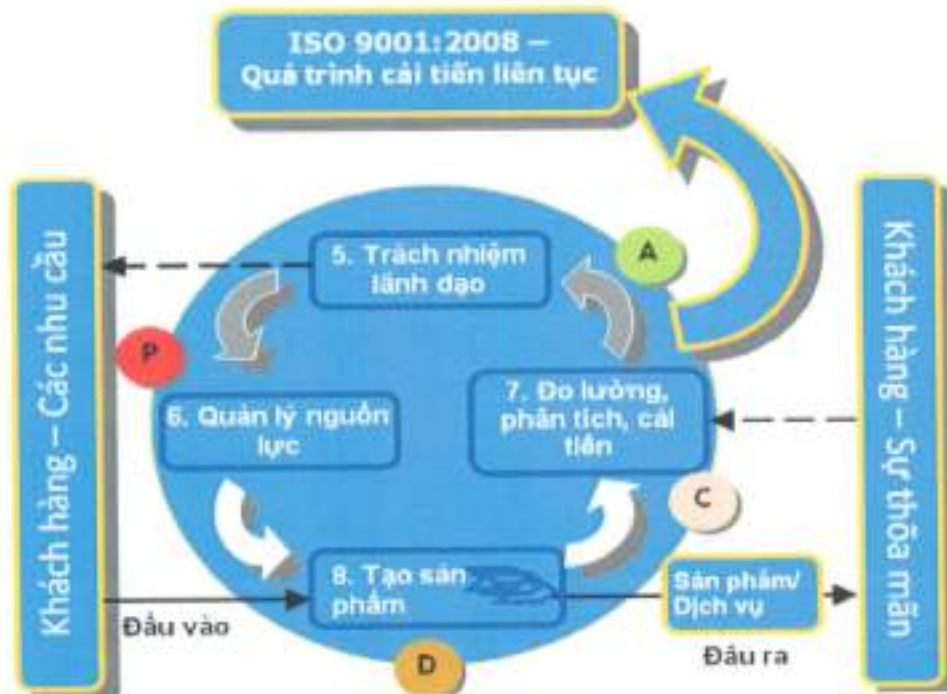 ISO 9001:2008 –
Quá trình cải tiến liên tục
Khách hàng – Các nhu cầu
5. Trách nhiệm
lãnh đạo
A
P
6. Quản lý nguồn
lực
7. Đo lường,
phân tích, cải
tiến
C
8. Tạo sản
phẩm
Sản phẩm/
Dịch vụ
Đầu vào
Đầu ra
D
Khách hàng – Sự thõa mãn